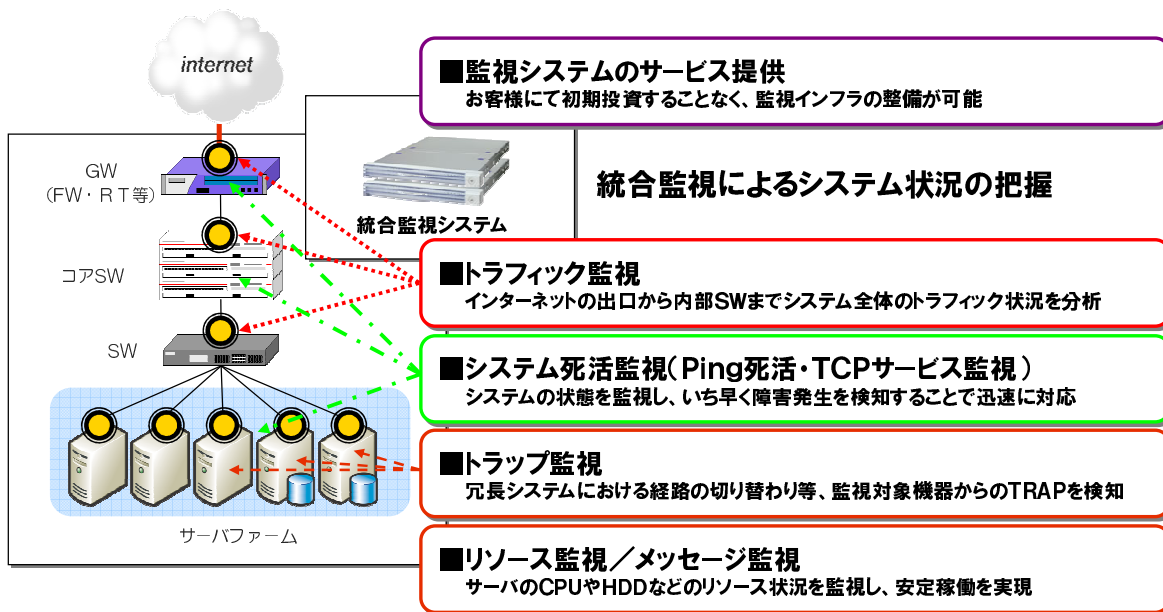 internet
■監視システムのサービス提供
お客様にて初期投資することなく、監視インフラの整備が可能
GW
(FW・RT等)
統合監視システム
統合監視によるシステム状況の把握
コアSW
■トラフィック監視
インターネットの出口から内部SWまでシステム全体のトラフィック状況を分析
SW
■システム死活監視(Ping死活・TCPサービス監視)
システムの状態を監視し、いち早く障害発生を検知することで迅速に対応
■トラップ監視
冗長システムにおける経路の切り替わり等、監視対象機器からのTRAPを検知
サーバファーム
■リソース監視／メッセージ監視
サーバのCPUやHDDなどのリソース状況を監視し、安定稼働を実現